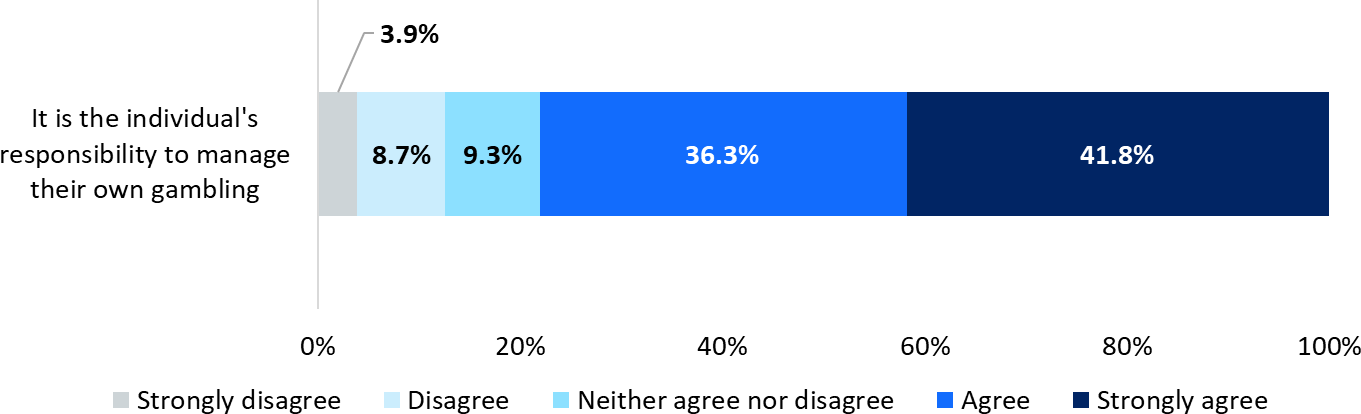 3.9%
It is the individual's
responsibility to manage
their own gambling
8.7% 9.3% 36.3% 41.8%
0% 20% 40% 60% 80% 100%
Strongly disagree Disagree Neither agree nor disagree Agree Strongly agree